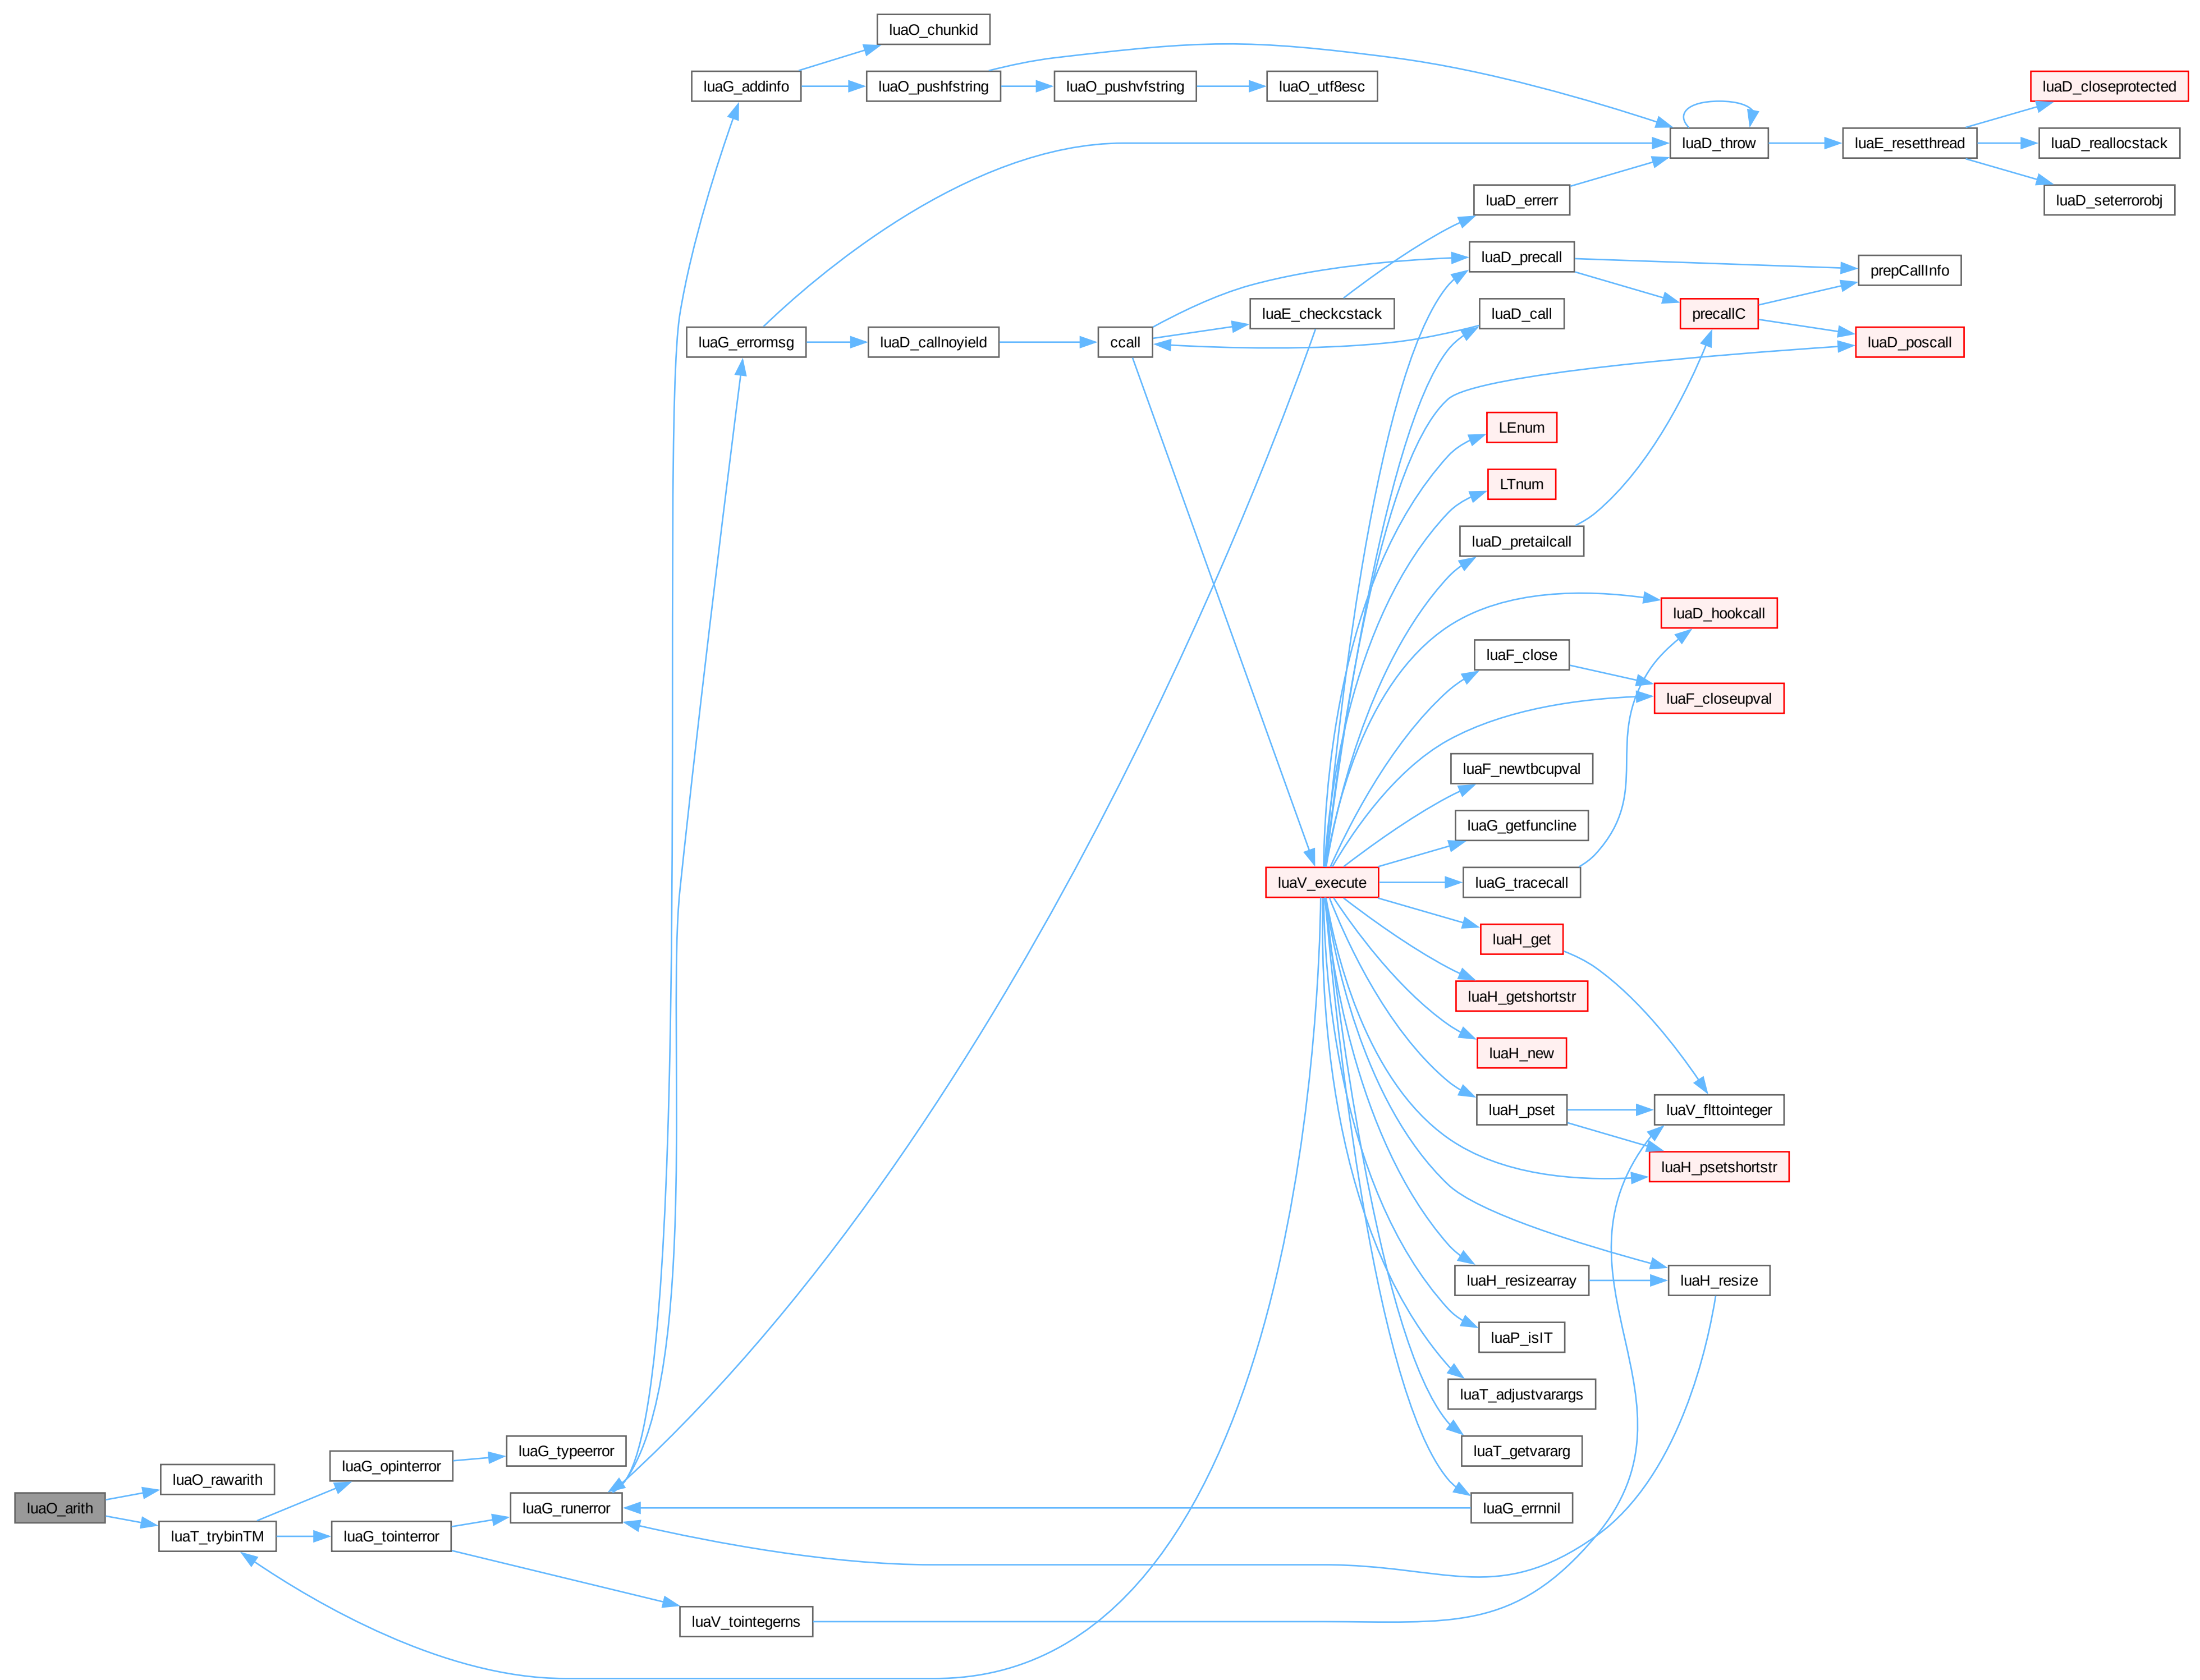 luaO_chunkid
luaG_addinfo
luaO_pushfstring
luaO_pushvfstring
luaO_utf8esc
luaD_closeprotected
luaD_throw
luaE_resetthread
luaD_reallocstack
luaD_errerr
luaD_seterrorobj
luaD_precall
prepCallInfo
luaE_checkcstack
luaD_call
precallC
luaG_errormsg
luaD_callnoyield
ccall
luaD_poscall
LEnum
LTnum
luaD_pretailcall
luaD_hookcall
luaF_close
luaF_closeupval
luaF_newtbcupval
luaG_getfuncline
luaV_execute
luaG_tracecall
luaH_get
luaH_getshortstr
luaH_new
luaH_pset
luaV_flttointeger
luaH_psetshortstr
luaH_resizearray
luaH_resize
luaP_isIT
luaT_adjustvarargs
luaT_getvararg
luaG_typeerror
luaG_opinterror
luaO_rawarith
luaO_arith
luaG_runerror
luaG_errnnil
luaT_trybinTM
luaG_tointerror
luaV_tointegerns